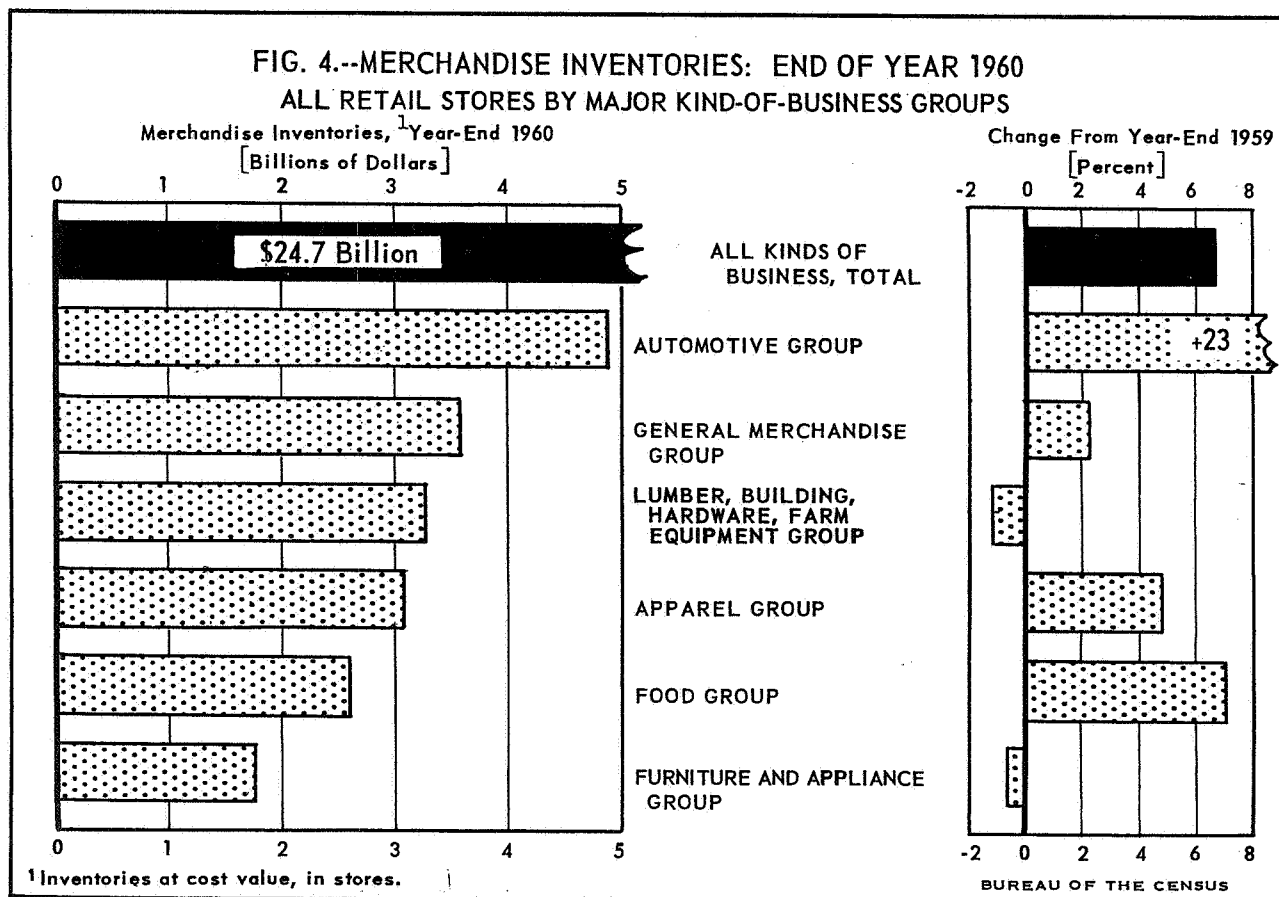 FIG. 4.--MERCHANDISE INVENTORIES: END OF YEAR 1960
ALL RETAIL STORES BY MAJOR KIND-OF-BUSINESS GROUPS
Merchandise Inventories, 1Year-End 1960
[Billions of Dollars]
0 1 2 3 4 5
Change From Year-End 1959
[Percent]
-2 0 2 4 6 8
$24.7 Billion
ALL KINDS OF
BUSINESS, TOTAL
AUTOMOTIVE GROUP
+23
GENERAL MERCHANDISE
GROUP
LUMBER, BUILDING,
HARDWARE, FARM
EQUIPMENT GROUP
APPAREL GROUP
FOOD GROUP
FURNITURE AND APPLIANCE
GROUP
0 1 2 3 4 5
-2 0 2 4 6 8
1 Inventories at cost value, in stores.
BUREAU OF THE CENSUS